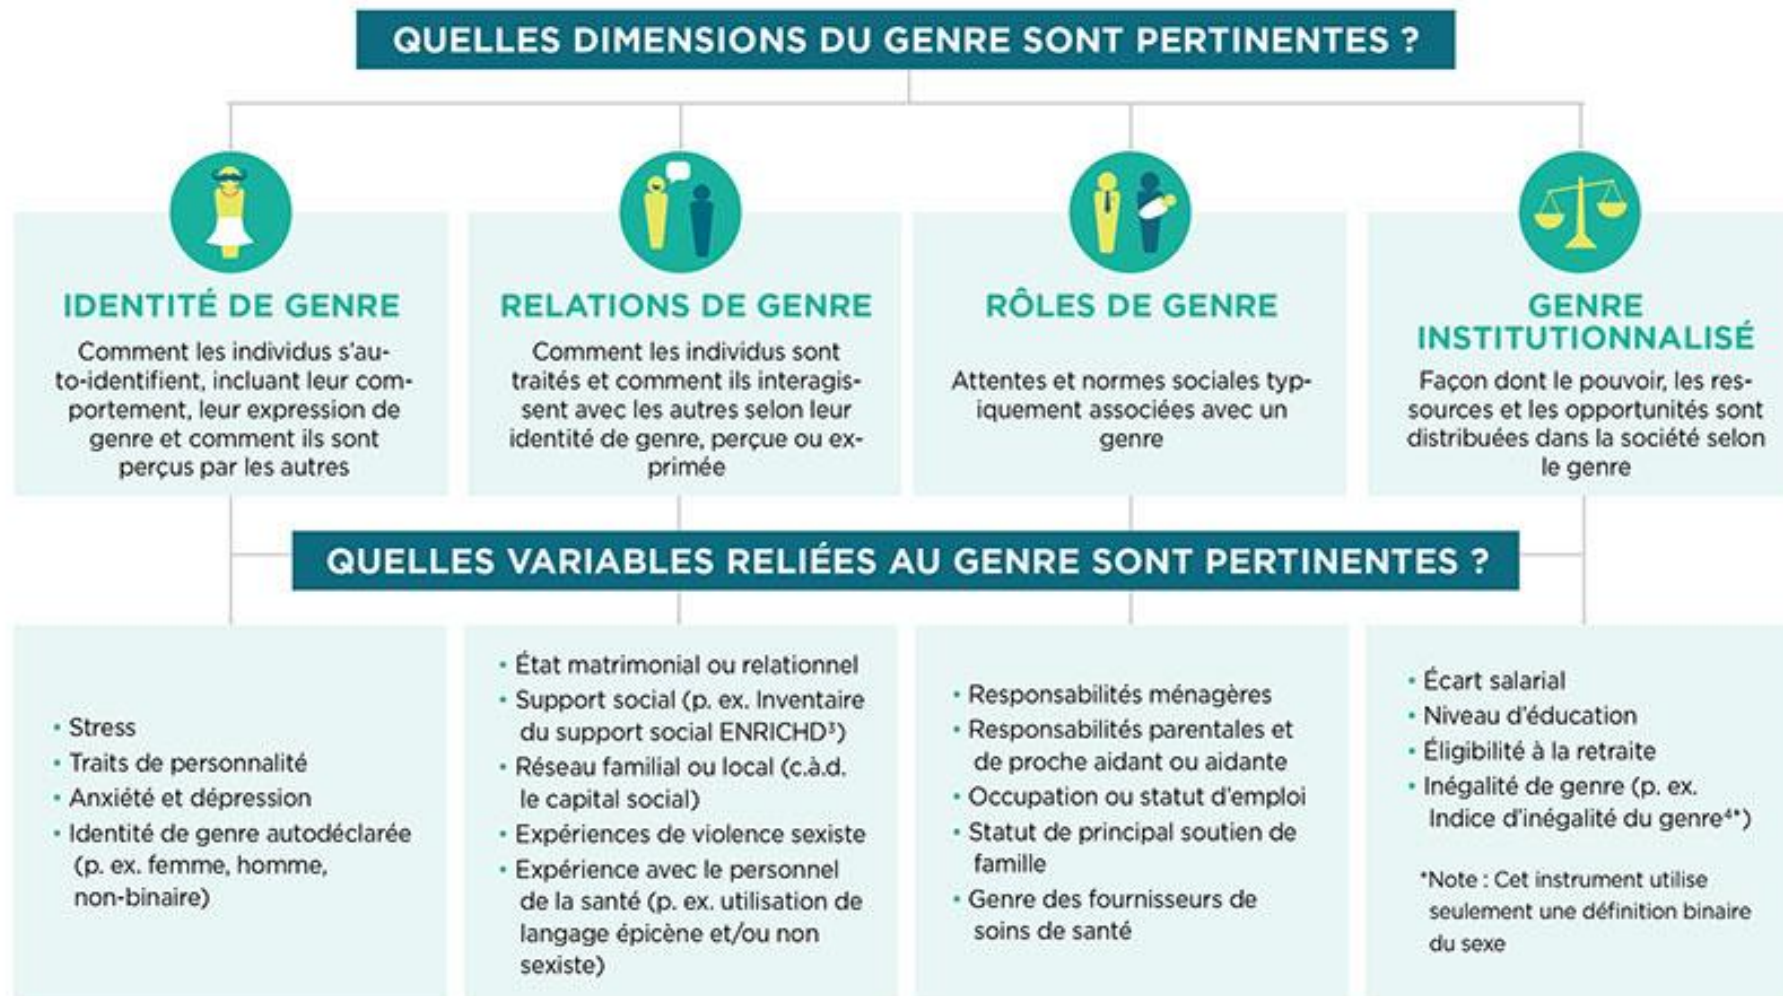 QUELLES DIMENSIONS DU GENRE SONT PERTINENTES ?
IDENTITÉ DE GENRE
Comment les individus s'au-
to-identifient, incluant leur com-
portement, leur expression de
genre et comment ils sont
perçus par les autres
RELATIONS DE GENRE
Comment les individus sont
traités et comment ils interagis-
sent avec les autres selon leur
identité de genre, perçue ou ex-
primée
RÔLES DE GENRE
Attentes et normes sociales typ-
iquement associées avec un
genre
GENRE
INSTITUTIONNALISÉ
Façon dont le pouvoir, les res-
sources et les opportunités sont
distribuées dans la société selon
le genre
QUELLES VARIABLES RELIÉES AU GENRE SONT PERTINENTES ?
• Stress
• Traits de personnalité
• Anxiété et dépression
• Identité de genre autodéclarée
(p. ex. femme, homme,
non-binaire)
• État matrimonial ou relationnel
• Support social (p. ex. Inventaire
du support social ENRICHD³)
• Réseau familial ou local (c.à.d.
le capital social)
• Expériences de violence sexiste
• Expérience avec le personnel
de la santé (p. ex. utilisation de
langage épicène et/ou non
sexiste)
• Responsabilités ménagères
• Responsabilités parentales et
de proche aidant ou aidante
• Occupation ou statut d'emploi
• Statut de principal soutien de
famille
• Genre des fournisseurs de
soins de santé
• Écart salarial
• Niveau d'éducation
• Éligibilité à la retraite
• Inégalité de genre (p. ex.
Indice d'inégalité du genre⁴*)
*Note : Cet instrument utilise
seulement une définition binaire
du sexe